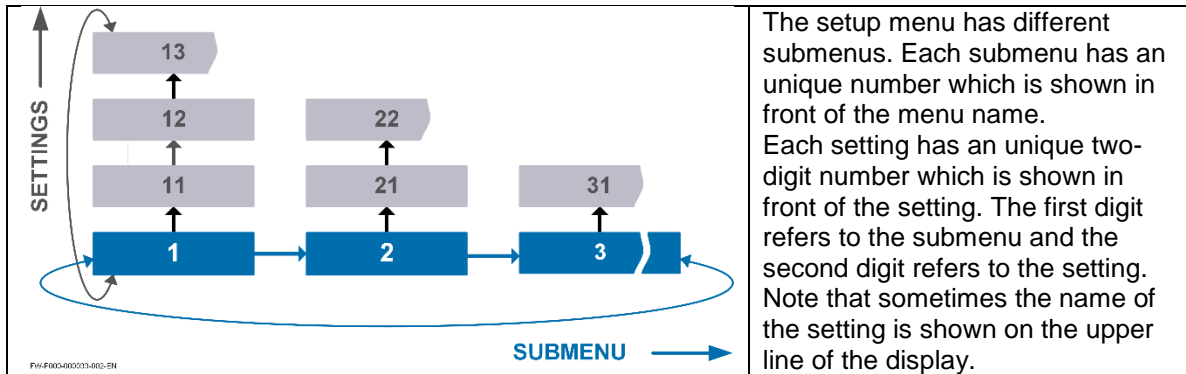 SETTINGS
13
12
22
11
21
31
1
2
3
SUBMENU
FW-F000-000033-002-EN
The setup menu has different
submenus. Each submenu has an
unique number which is shown in
front of the menu name.
Each setting has an unique two-
digit number which is shown in
front of the setting. The first digit
refers to the submenu and the
second digit refers to the setting.
Note that sometimes the name of
the setting is shown on the upper
line of the display.